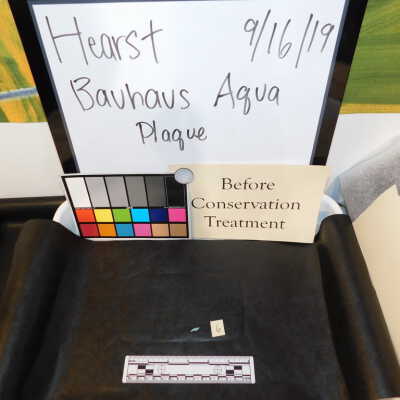 Hearst 9/16/19
Bauhaus Aqua
Plaque
Before
Conservation
Treatment
6